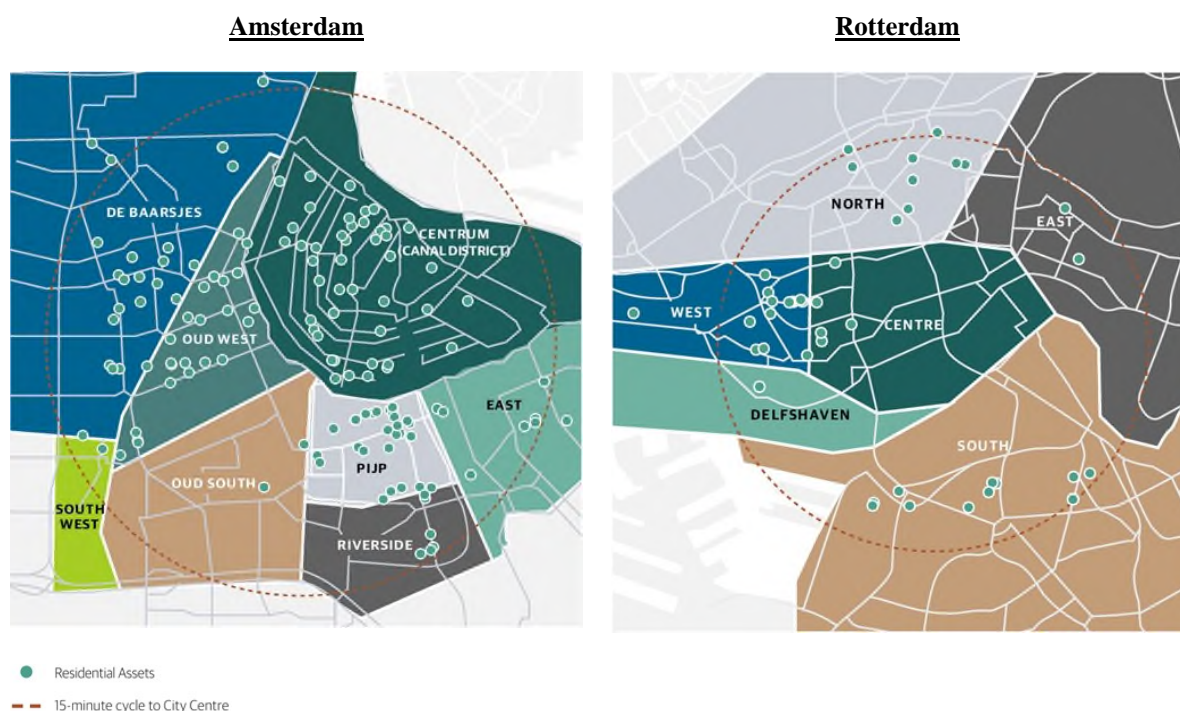 Amsterdam
Rotterdam
DE BAARSJES
CENTRUM
(CANAL DISTRICT)
OUD WEST
EAST
PIJP
OUD SOUTH
SOUTH
WEST
RIVERSIDE
NORTH
EAST
WEST
CENTRE
DELFSHAVEN
SOUTH
Residential Assets
15-minute cycle to City Centre